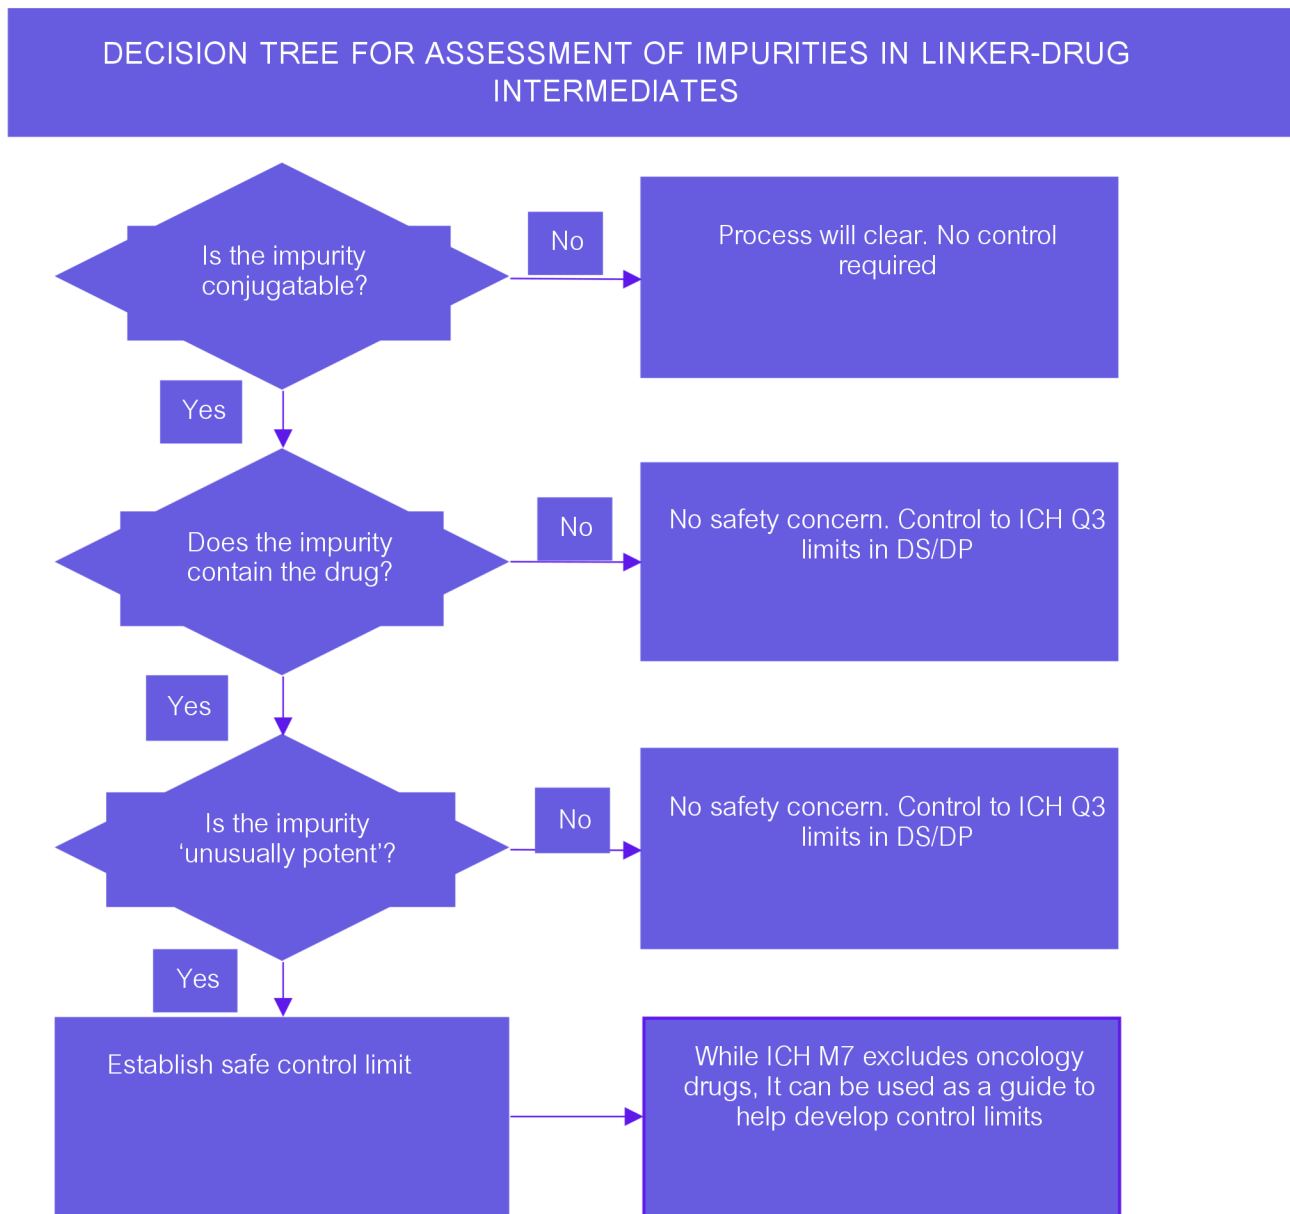 DECISION TREE FOR ASSESSMENT OF IMPURITIES IN LINKER-DRUG
INTERMEDIATES
Is the impurity
conjugatable?
No
Process will clear. No control
required
Yes
Does the impurity
contain the drug?
No
No safety concern. Control to ICH Q3
limits in DS/DP
Yes
Is the impurity
‘unusually potent’?
No
No safety concern. Control to ICH Q3
limits in DS/DP
Yes
Establish safe control limit
While ICH M7 excludes oncology
drugs, It can be used as a guide to
help develop control limits